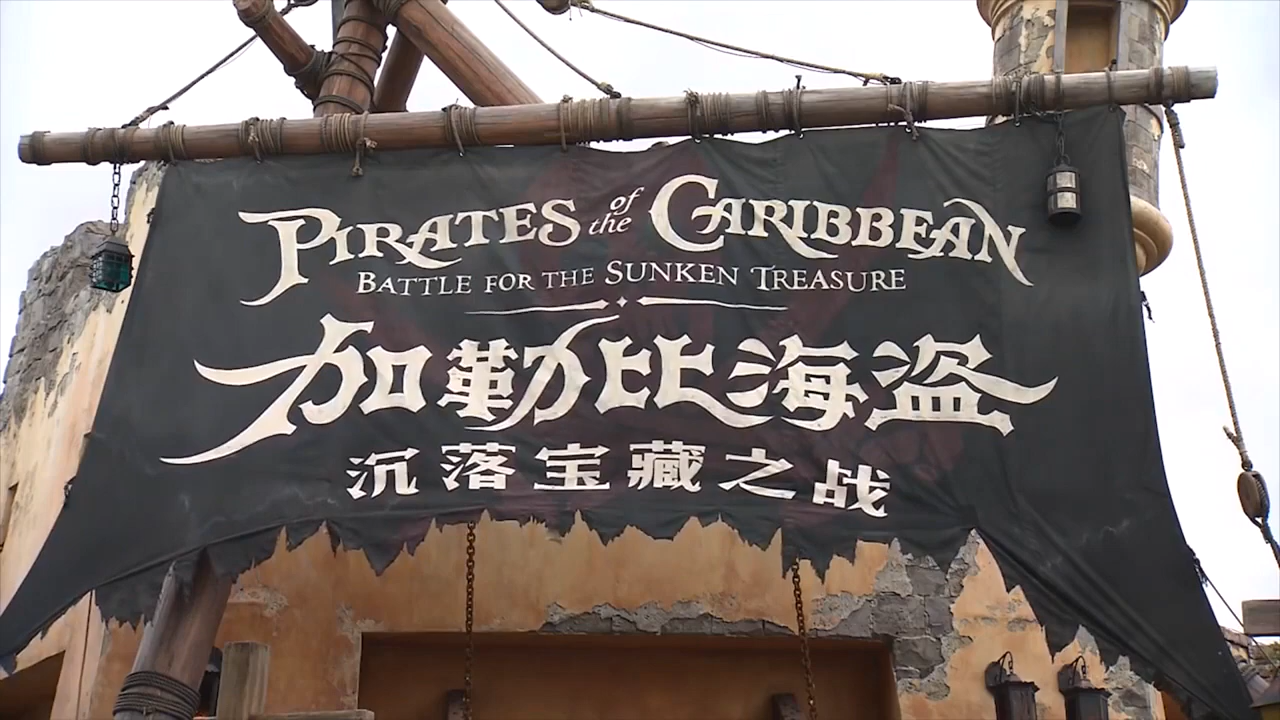 PIRATES of the CARIBBEAN
BATTLE FOR THE SUNKEN TREASURE
加勒比海盗
沉落宝藏之战